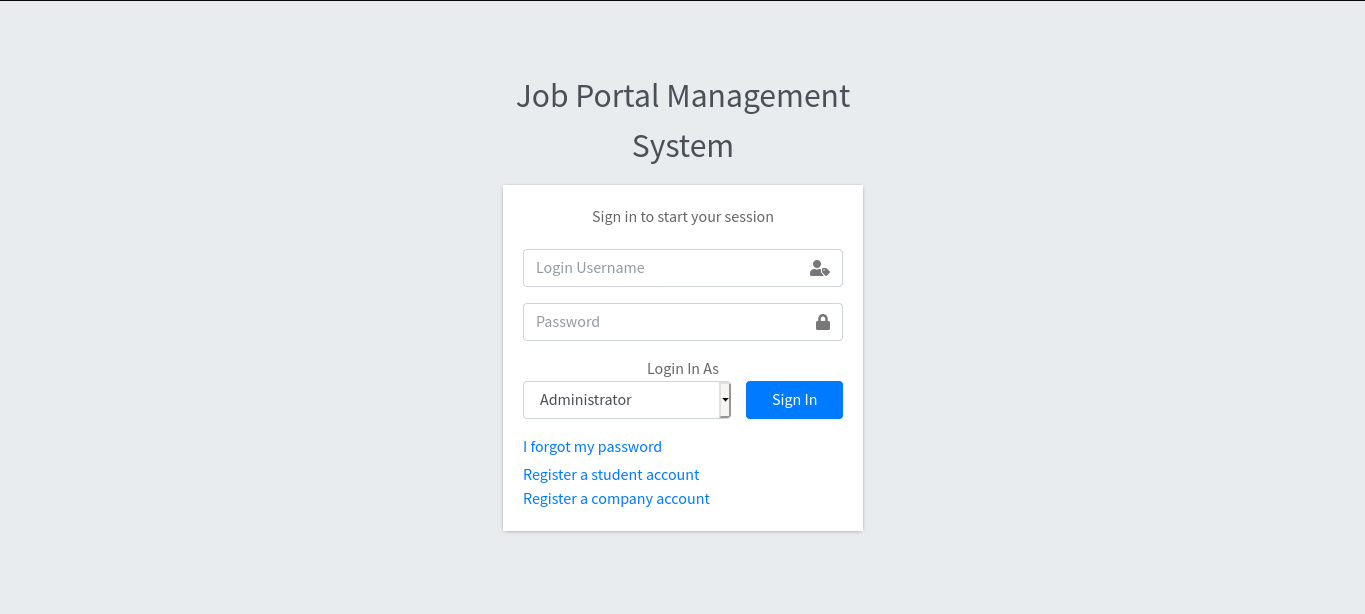 Job Portal Management
System
Sign in to start your session
Login Username
Password
Login In As
Administrator
Sign In
I forgot my password
Register a student account
Register a company account